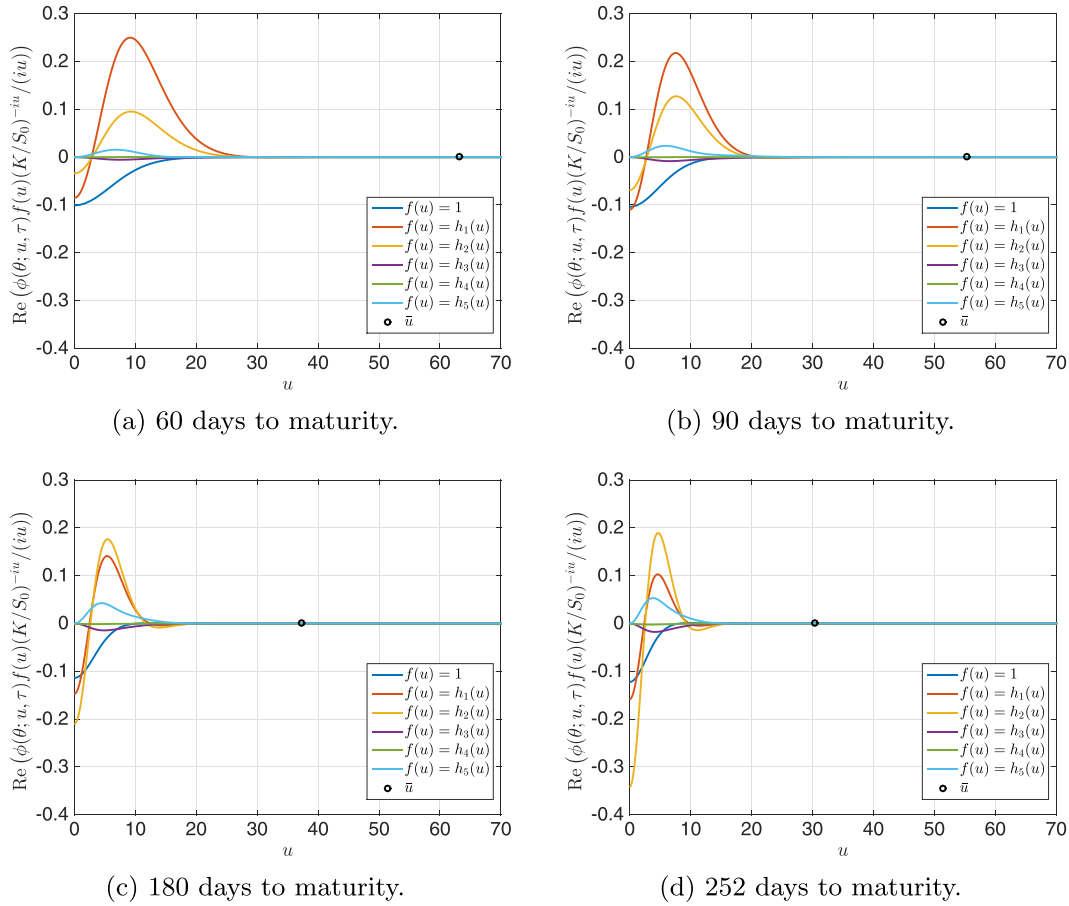 0.3
0.2
0.1
0
-0.1
-0.2
-0.3
-0.4
0 10 20 30 40 50 60 70
u
Re (ϕ(θ; u, τ)f(u)(K/S₀)⁻ⁱᵘ/(iu))
f(u) = 1
f(u) = h₁(u)
f(u) = h₂(u)
f(u) = h₃(u)
f(u) = h₄(u)
f(u) = h₅(u)
ū
(a) 60 days to maturity.
0.3
0.2
0.1
0
-0.1
-0.2
-0.3
-0.4
0 10 20 30 40 50 60 70
u
Re (ϕ(θ; u, τ)f(u)(K/S₀)⁻ⁱᵘ/(iu))
f(u) = 1
f(u) = h₁(u)
f(u) = h₂(u)
f(u) = h₃(u)
f(u) = h₄(u)
f(u) = h₅(u)
ū
(b) 90 days to maturity.
0.3
0.2
0.1
0
-0.1
-0.2
-0.3
-0.4
0 10 20 30 40 50 60 70
u
Re (ϕ(θ; u, τ)f(u)(K/S₀)⁻ⁱᵘ/(iu))
f(u) = 1
f(u) = h₁(u)
f(u) = h₂(u)
f(u) = h₃(u)
f(u) = h₄(u)
f(u) = h₅(u)
ū
(c) 180 days to maturity.
0.3
0.2
0.1
0
-0.1
-0.2
-0.3
-0.4
0 10 20 30 40 50 60 70
u
Re (ϕ(θ; u, τ)f(u)(K/S₀)⁻ⁱᵘ/(iu))
f(u) = 1
f(u) = h₁(u)
f(u) = h₂(u)
f(u) = h₃(u)
f(u) = h₄(u)
f(u) = h₅(u)
ū
(d) 252 days to maturity.